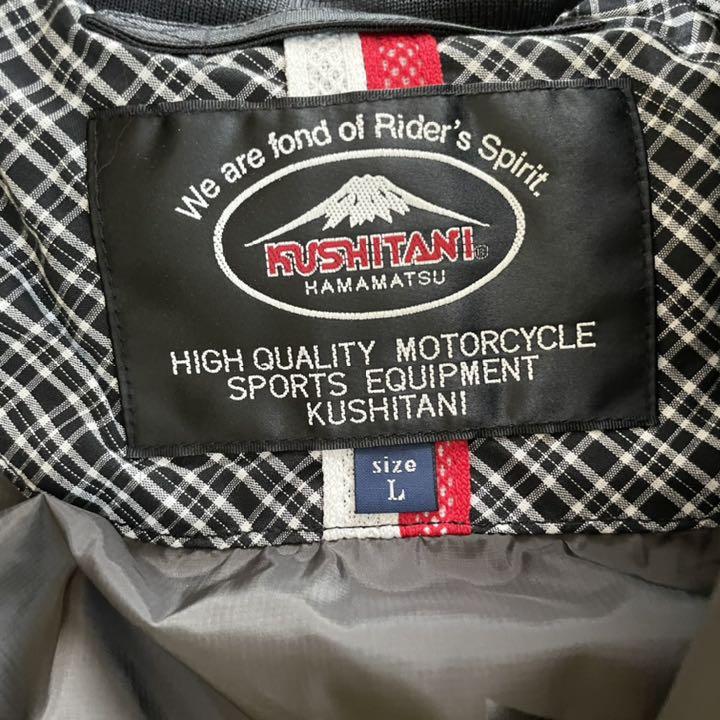 We are fond of Rider's Spirit.
KUSHITANI®
HAMAMATSU
HIGH QUALITY MOTORCYCLE
SPORTS EQUIPMENT
KUSHITANI
size
L